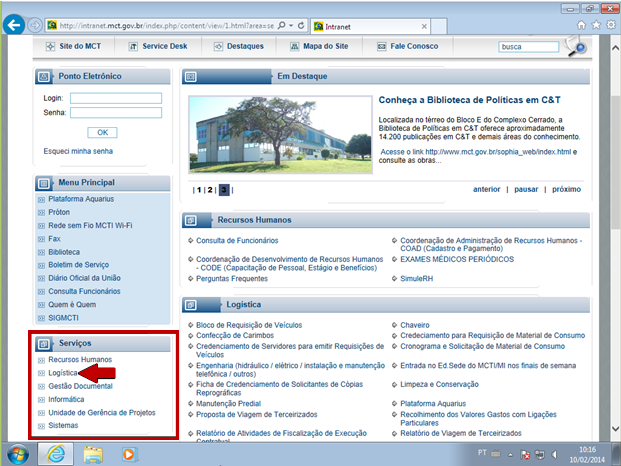 http://intranet.mct.gov.br/index.php/content/view/1.html?area=se
Intranet
Site do MCT
Service Desk
Destaques
Mapa do Site
Fale Conosco
busca
Ponto Eletrónico
Login:
Senha:
OK
Esqueci minha senha
Menu Principal
Plataforma Aquarius
Próton
Rede sem Fio MCTI Wi-Fi
Fax
Biblioteca
Boletim de Serviço
Diário Oficial da União
Consulta Funcionários
Quem è Quem
SIGMCTI
Serviços
Recursos Humanos
Logística
Gestão Documental
Informática
Unidade de Gerência de Projetos
Sistemas
Em Destaque
Conheça a Biblioteca de Políticas em C&T
Localizada no térreo do Bloco E do Complexo Cerrado, a
Biblioteca de Políticas em C&T oferece aproximadamente
14.200 publicações em C&T e demais áreas do conhecimento.
Acesse o link http://www.mct.gov.br/sophia_web/index.html e
consulte as obras...
| 1 | 2 | 3 |
anterior | pausar | próximo
Recursos Humanos
Consulta de Funcionários
Coordenação de Administração de Recursos Humanos -
COAD (Cadastro e Pagamento)
Coordenação de Desenvolvimento de Recursos Humanos
- CODE (Capacitação de Pessoal, Estágio e Benefícios)
EXAMES MÉDICOS PERIÓDICOS
Perguntas Frequentes
SimuleRH
Logística
Bloco de Requisição de Veículos
Chaveiro
Confecção de Carimbos
Credeciamento para Requisição de Material de Consumo
Credenciamento de Servidores para emitir Requisições de
Veículos
Cronograma e Solicitação de Material de Consumo
Engenharia (hidráulico / elétrico / instalação e manutenção
telefônica / outros)
Entrada no Ed.Sede do MCT/MI nos finais de semana
Ficha de Credenciamento de Solicitantes de Cópias
Reprográficas
Limpeza e Conservação
Manutenção Predial
Plataforma Aquarius
Proposta de Viagem de Terceirizados
Recolhimento dos Valores Gastos com Ligações
Particulares
Relatório de Atividades de Fiscalização de Execução
Contratual
Relatório de Viagem de Terceirizados
PT
10:16
10/02/2014